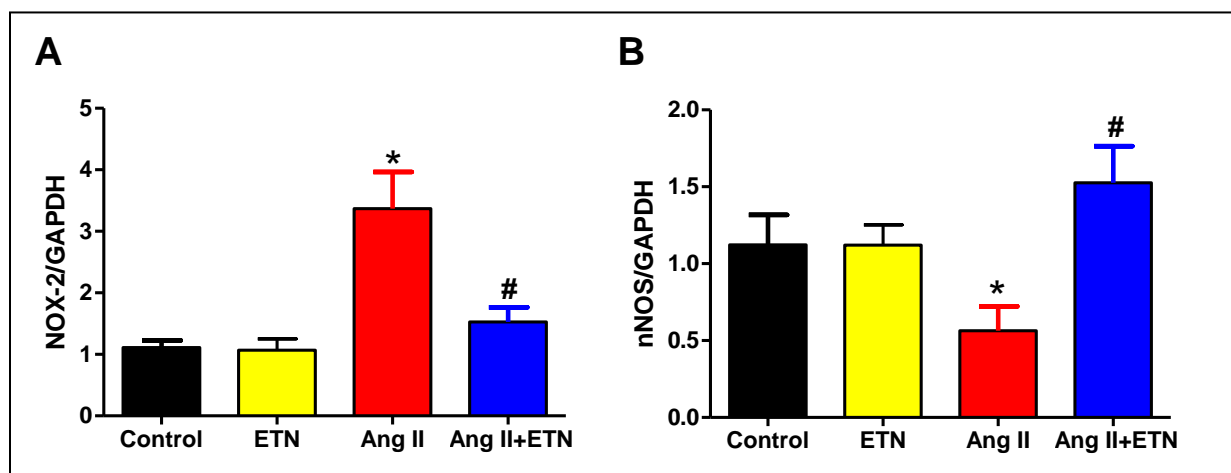 A
NOX-2/GAPDH
5
4
3
2
1
0
*
#
Control ETN Ang II Ang II+ETN
B
nNOS/GAPDH
2.0
1.5
1.0
0.5
0.0
*
#
Control ETN Ang II Ang II+ETN